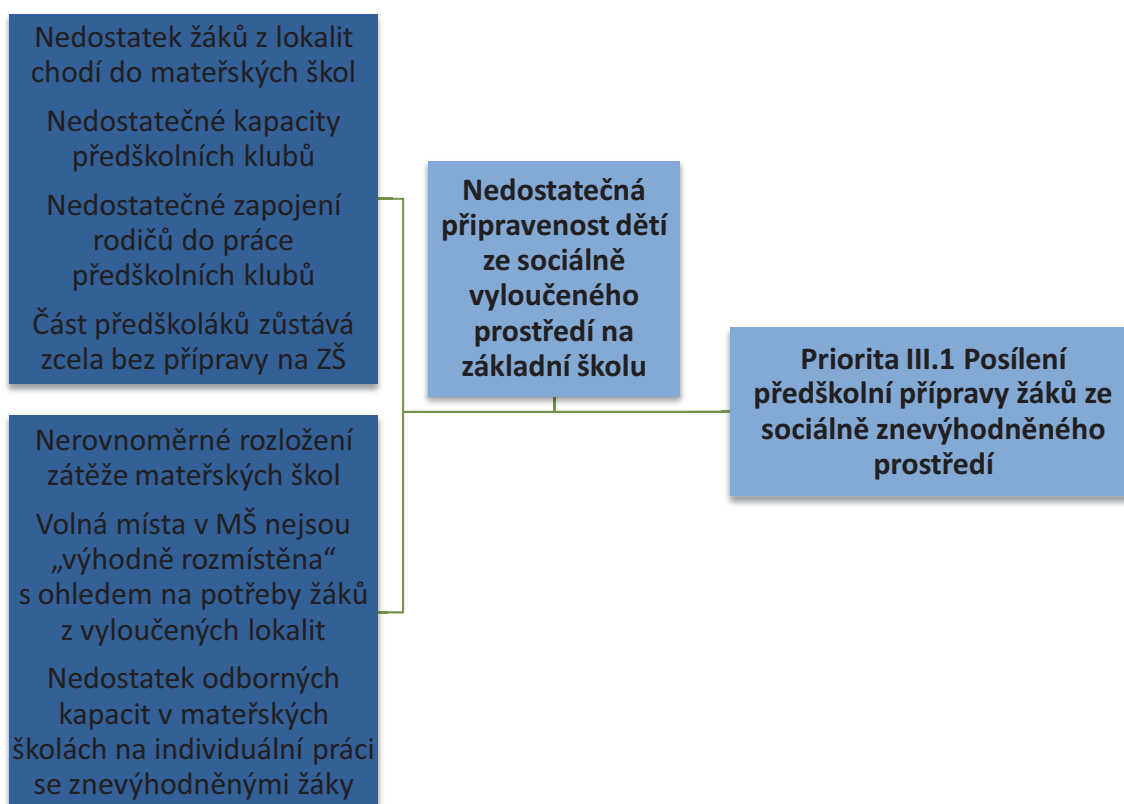 Nedostatek žáků z lokalit
chodí do mateřských škol
Nedostatečné kapacity
předškolních klubů
Nedostatečné zapojení
rodičů do práce
předškolních klubů
Část předškoláků zůstává
zcela bez přípravy na ZŠ
Nerovnoměrné rozložení
zátěže mateřských škol
Volná místa v MŠ nejsou
„výhodně rozmístěna“
s ohledem na potřeby žáků
z vyloučených lokalit
Nedostatek odborných
kapacit v mateřských
školách na individuální práci
se znevýhodněnými žáky
Nedostatečná
připravenost dětí
ze sociálně
vyloučeného
prostředí na
základní školu
Priorita III.1 Posílení
předškolní přípravy žáků ze
sociálně znevýhodněného
prostředí